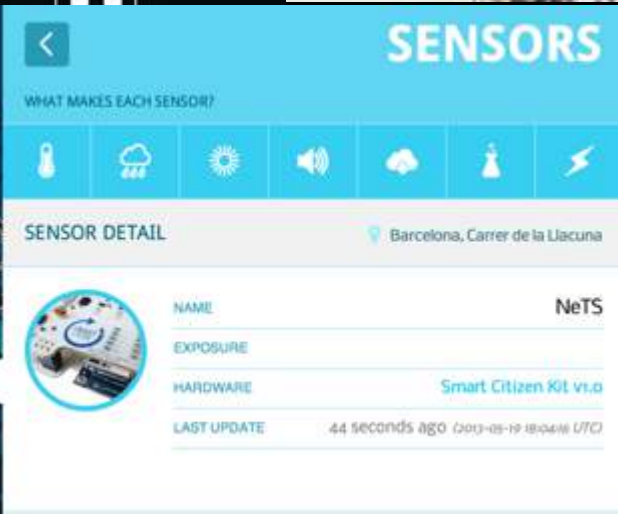 SENSORS
WHAT MAKES EACH SENSOR?
SENSOR DETAIL
Barcelona, Carrer de la Llacuna
NAME NeTS
EXPOSURE
HARDWARE Smart Citizen Kit v1.0
LAST UPDATE 44 seconds ago (2013-05-19 18:04:16 UTC)